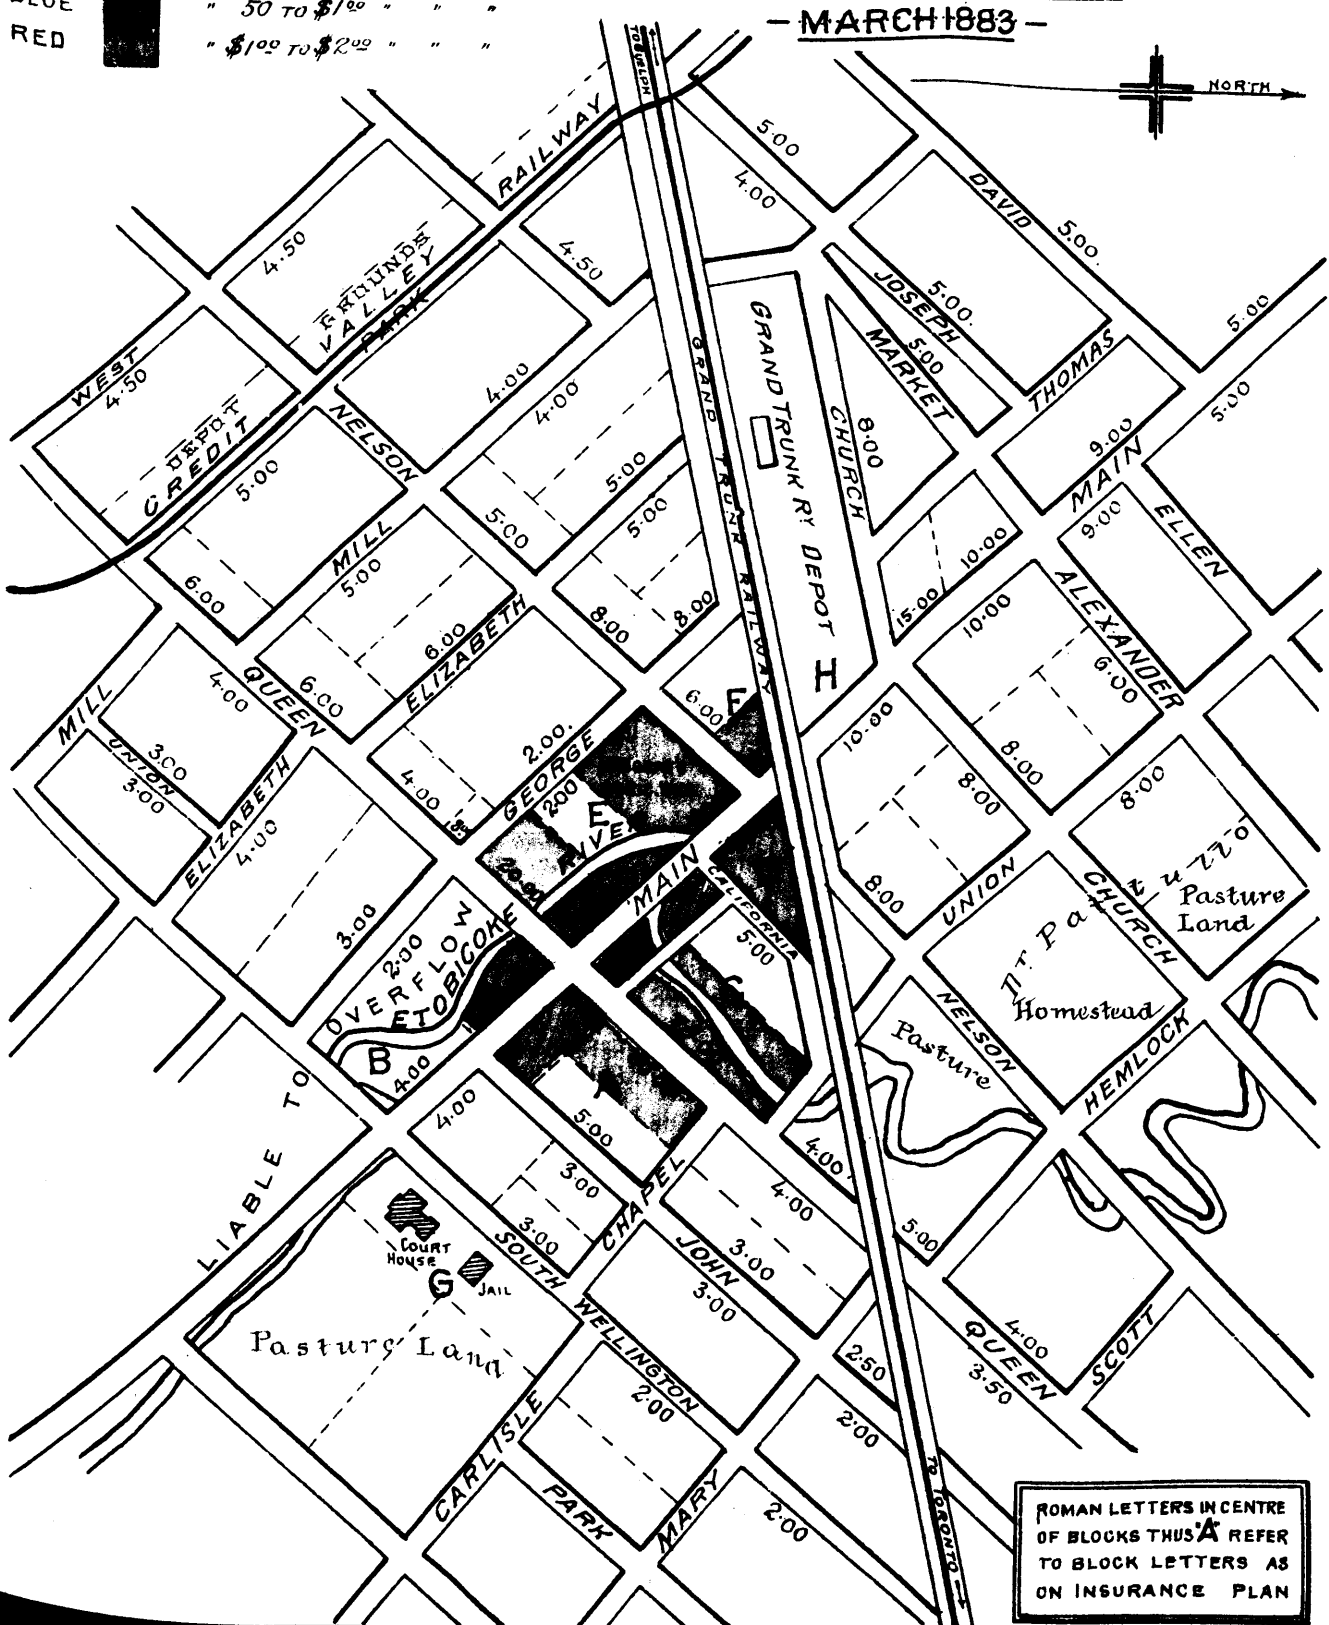 RED
" 50 TO $1.00 " " "
" $1.00 TO $2.00 " " "
- MARCH 1883 -
NORTH
TO GUELPH
RAILWAY
5·00
4.00
DAVID
5.00.
4.50
GROUNDS
VALLEY
PARK
4.50
JOSEPH
5.00.
5.00
5.00
MARKET
THOMAS
WEST
4.50
DEPOT
CREDIT
NELSON
4.00
4.00
GRAND TRUNK RAILWAY
GRAND TRUNK RY DEPOT
H
CHURCH
8.00
9.00
MAIN
5.00
ELLEN
5.00
MILL
5.00
5.00
5.00
5.00
9.00
6.00
8.00
8.00
15.00
10.00
10.00
ALEXANDER
6.00
QUEEN
6.00
6.00
ELIZABETH
6.00
F
MILL
4.00
UNION
3.00
3.00
ELIZABETH
4.00
2.00.
GEORGE
2.00
E
RIVER
10.00
8.00
8.00
8.00
4.00
20.00
MAIN
CALIFORNIA
5.00
8.00
UNION
CHURCH
Mr Pattullo
Pasture
Land
3.00
2.00
OVERFLOW
ETOBICOKE
B
4.00
Homestead
NELSON
Pasture
HEMLOCK
LIABLE TO
4.00
5.00
4.00
3.00
3.00
CHAPEL
4.00
COURT
HOUSE
G
JAIL
SOUTH
JOHN
3.00
3.00
5.00
Pasture Land
WELLINGTON
2.00
2.50
QUEEN
4.00
3.50
SCOTT
CARLISLE
PARK
MARY
2.00
2.00
TO TORONTO
ROMAN LETTERS IN CENTRE
OF BLOCKS THUS "A" REFER
TO BLOCK LETTERS AS
ON INSURANCE PLAN